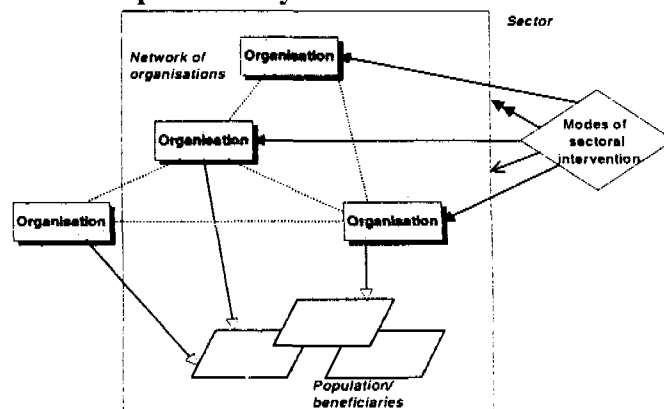 Sector
Network of
organisations
Organisation
Organisation
Modes of
sectoral
intervention
Organisation
Organisation
Population/
beneficiaries